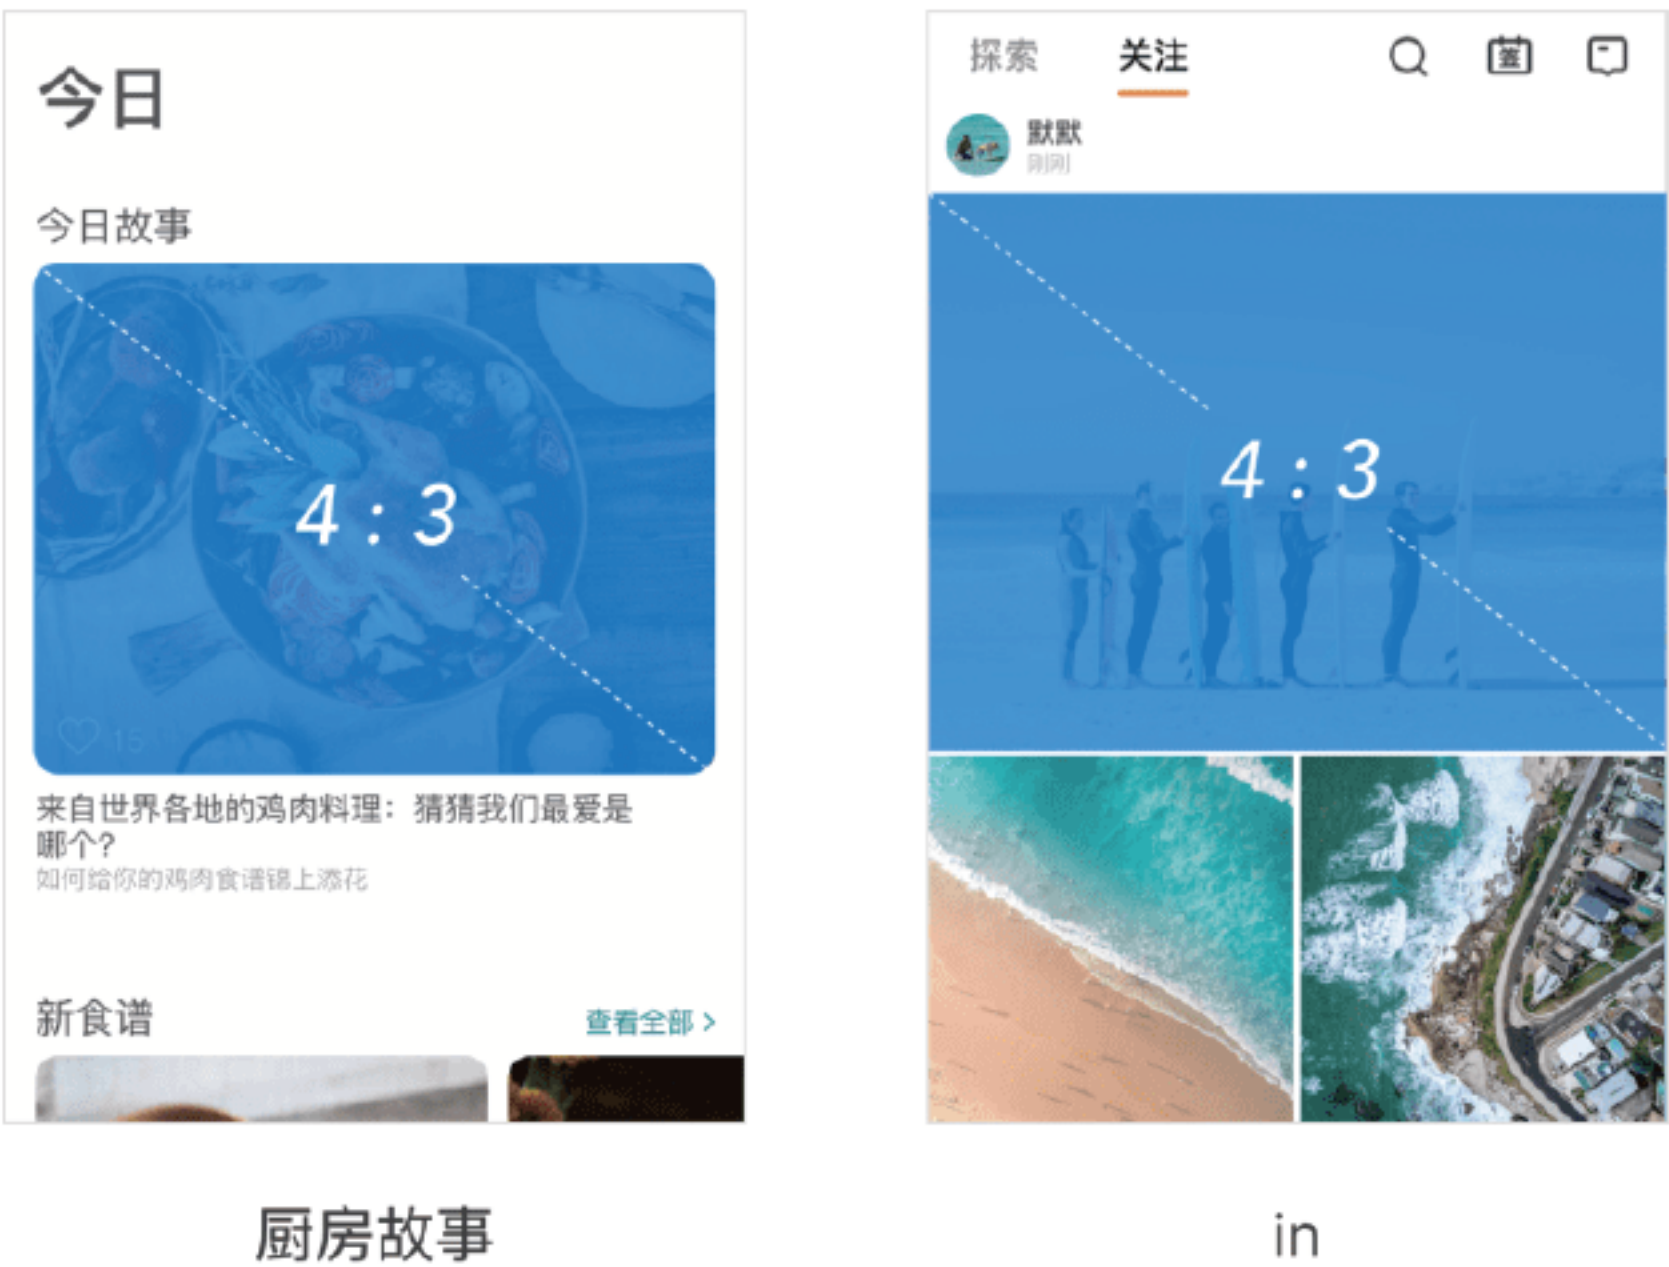 今日
今日故事
4 : 3
15
来自世界各地的鸡肉料理：猜猜我们最爱是
哪个？
如何给你的鸡肉食谱锦上添花
新食谱
查看全部 >
厨房故事
探索 关注
签
默默
刚刚
4 : 3
in